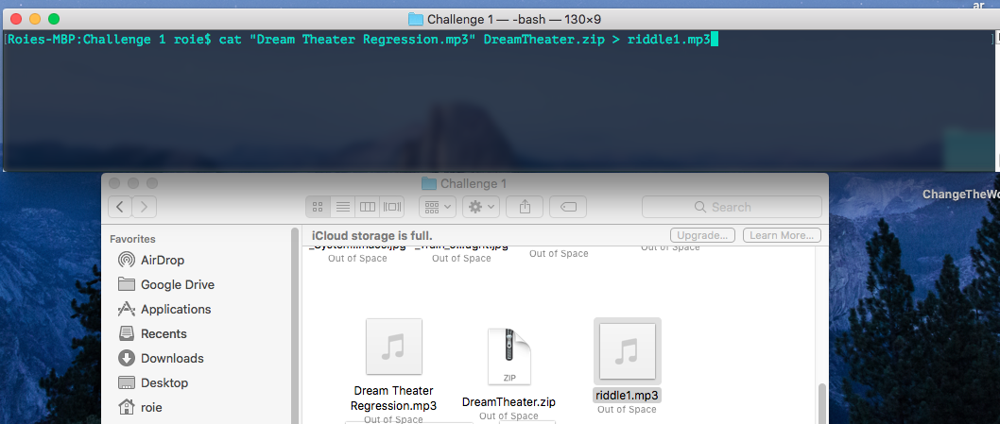 ar
Challenge 1 — -bash — 130×9
[Roies-MBP:Challenge 1 roie$ cat "Dream Theater Regression.mp3" DreamTheater.zip > riddle1.mp3 ]
Challenge 1
ChangeTheWo
Search
Favorites
iCloud storage is full. Upgrade... Learn More...
Out of Space Out of Space Out of Space Out of Space
AirDrop
Google Drive
Applications
Recents
Downloads
Desktop
roie
ZIP
Dream Theater
Regression.mp3
Out of Space
DreamTheater.zip
Out of Space
riddle1.mp3
Out of Space